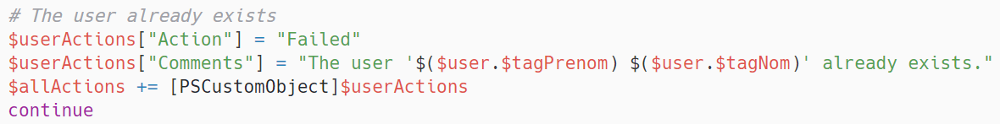 # The user already exists
$userActions["Action"] = "Failed"
$userActions["Comments"] = "The user '$($user.$tagPrenom) $($user.$tagNom)' already exists."
$allActions += [PSCustomObject]$userActions
continue